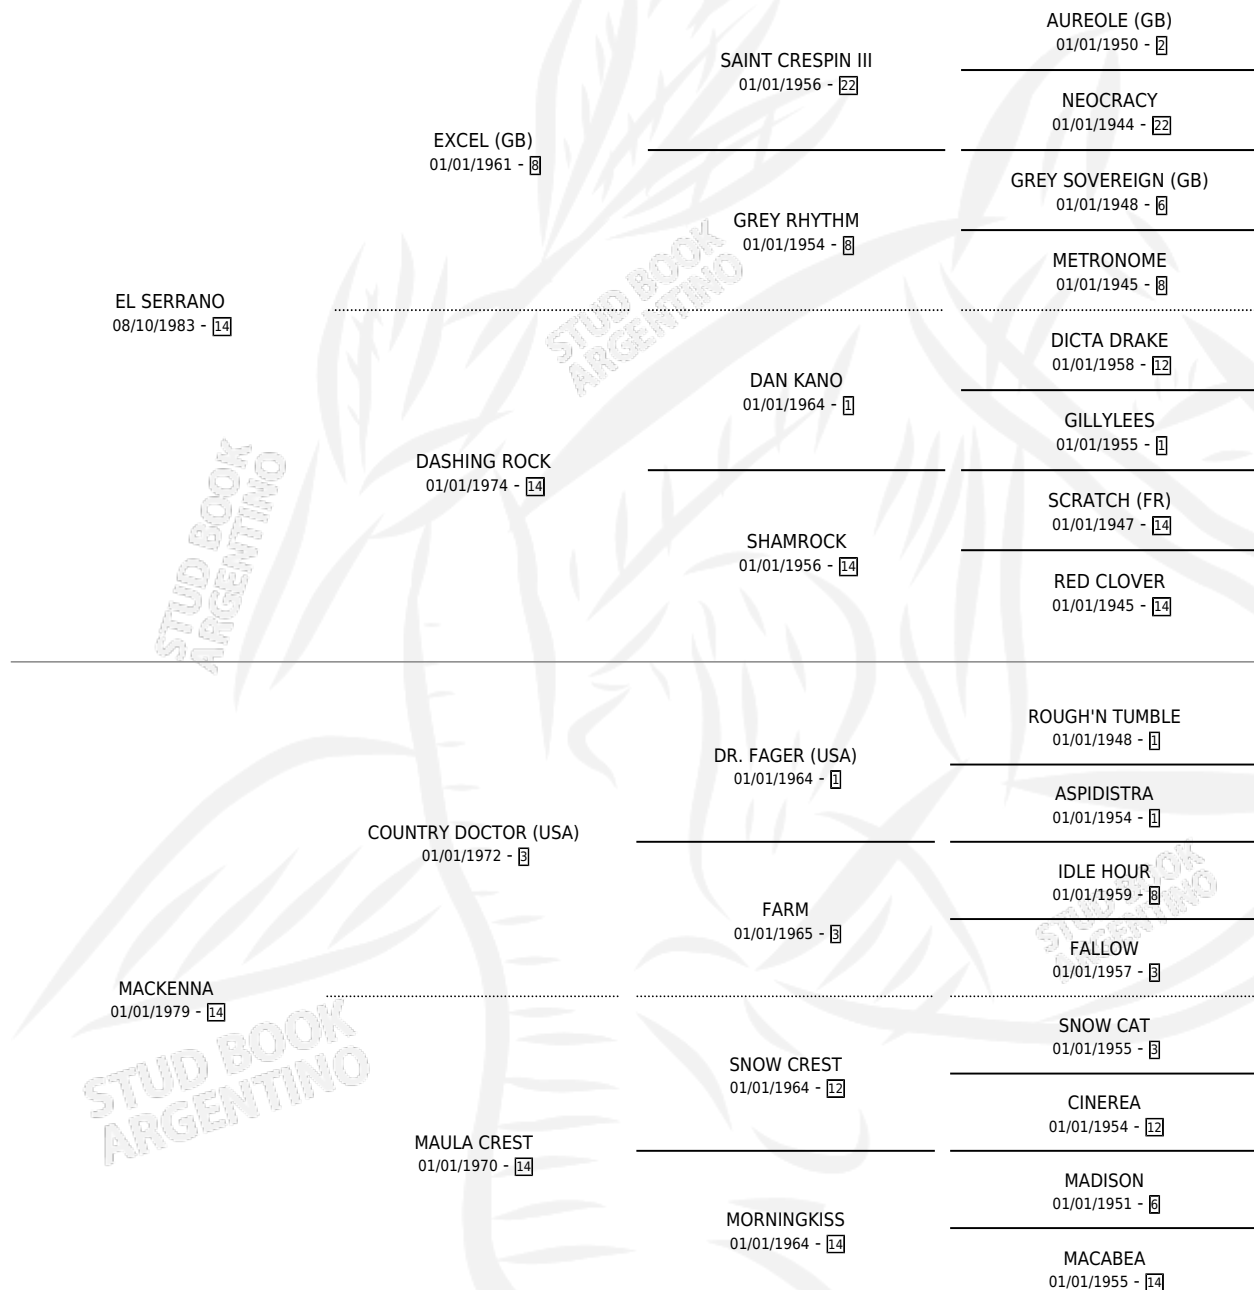 AUREOLE (GB)
01/01/1950 - 2
SAINT CRESPIN III
01/01/1956 - 22
NEOCRACY
01/01/1944 - 22
EXCEL (GB)
01/01/1961 - 8
GREY SOVEREIGN (GB)
01/01/1948 - 6
GREY RHYTHM
01/01/1954 - 8
METRONOME
01/01/1945 - 8
EL SERRANO
08/10/1983 - 14
DICTA DRAKE
01/01/1958 - 12
DAN KANO
01/01/1964 - 1
GILLYLEES
01/01/1955 - 1
DASHING ROCK
01/01/1974 - 14
SCRATCH (FR)
01/01/1947 - 14
SHAMROCK
01/01/1956 - 14
RED CLOVER
01/01/1945 - 14
ROUGH'N TUMBLE
01/01/1948 - 1
DR. FAGER (USA)
01/01/1964 - 1
ASPIDISTRA
01/01/1954 - 1
COUNTRY DOCTOR (USA)
01/01/1972 - 3
IDLE HOUR
01/01/1959 - 8
FARM
01/01/1965 - 3
FALLOW
01/01/1957 - 3
MACKENNA
01/01/1979 - 14
SNOW CAT
01/01/1955 - 3
SNOW CREST
01/01/1964 - 12
CINEREA
01/01/1954 - 12
MAULA CREST
01/01/1970 - 14
MADISON
01/01/1951 - 6
MORNINGKISS
01/01/1964 - 14
MACABEA
01/01/1955 - 14
STUD BOOK
ARGENTINO
STUD BOOK
ARGENTINO
STUD BOOK
ARGENTINO
STUD BOOK
ARGENTINO